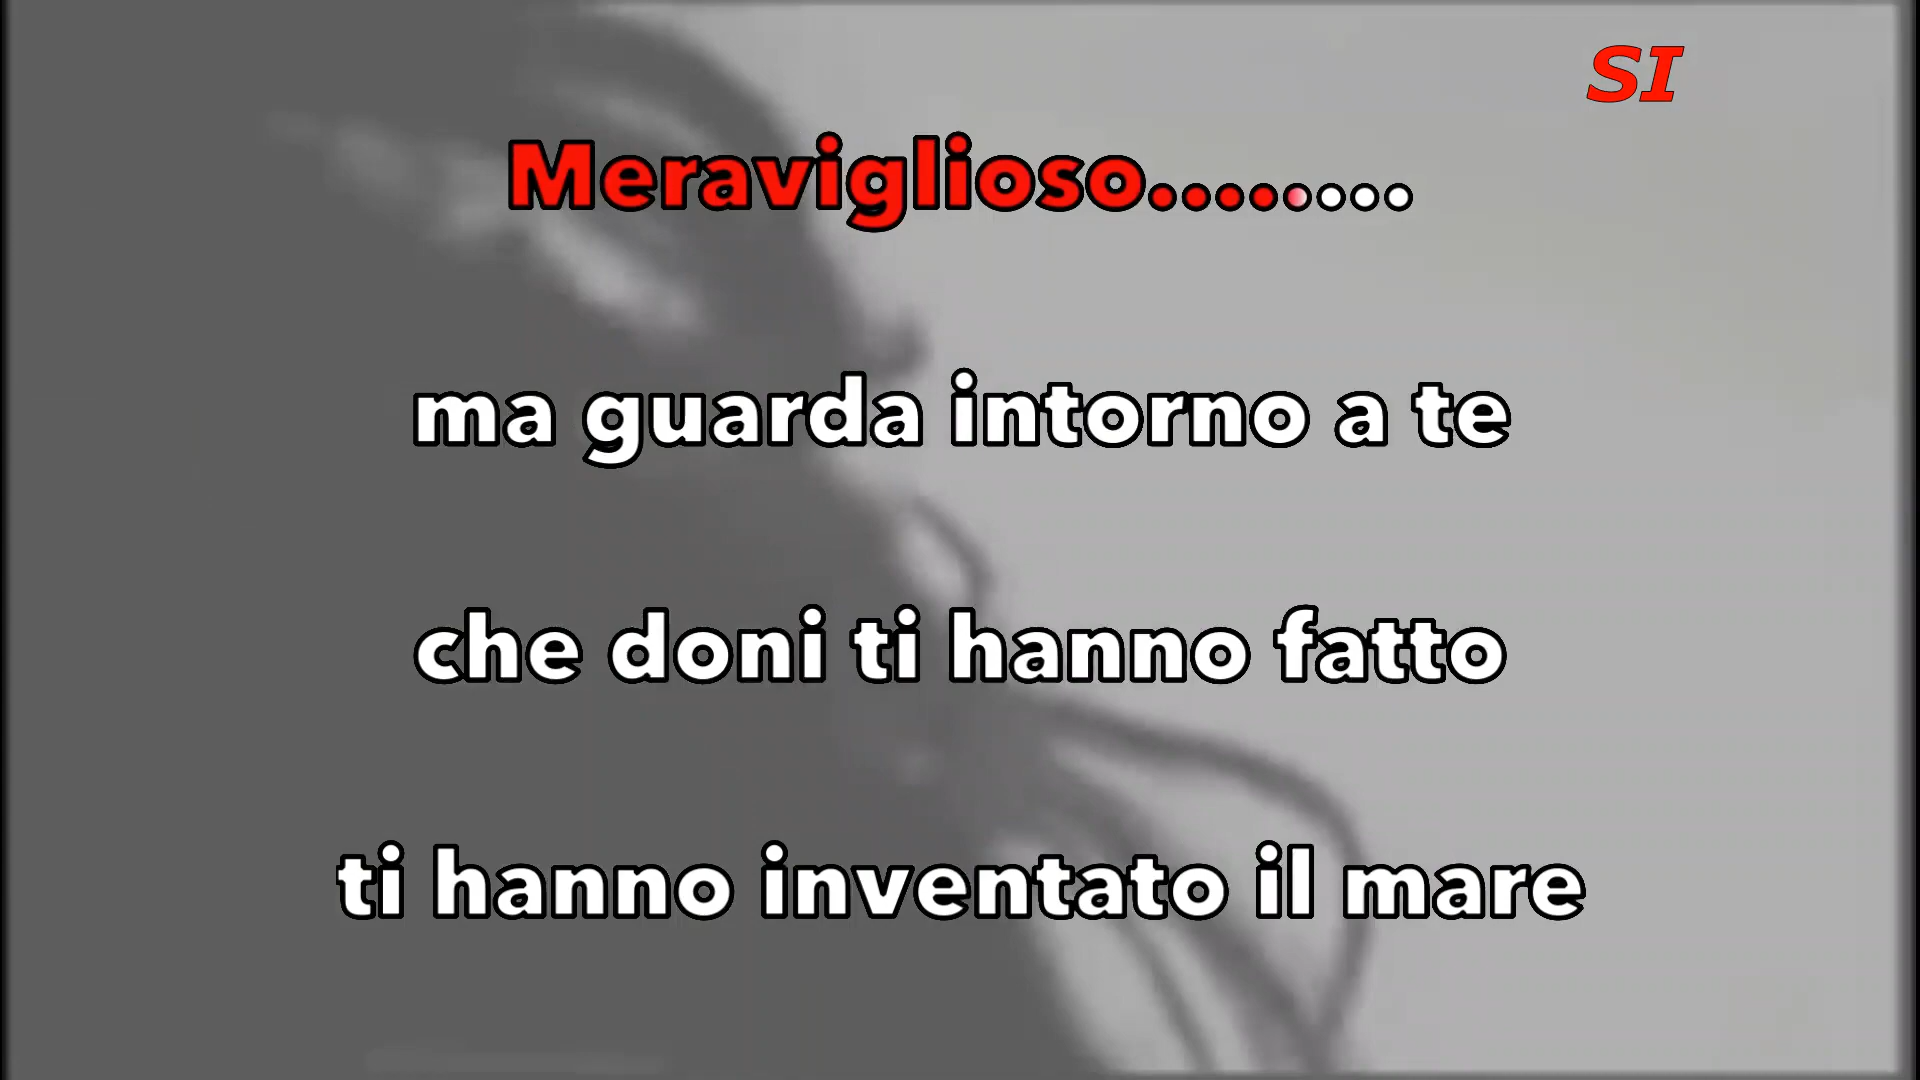 SI
Meraviglioso........
ma guarda intorno a te
che doni ti hanno fatto
ti hanno inventato il mare